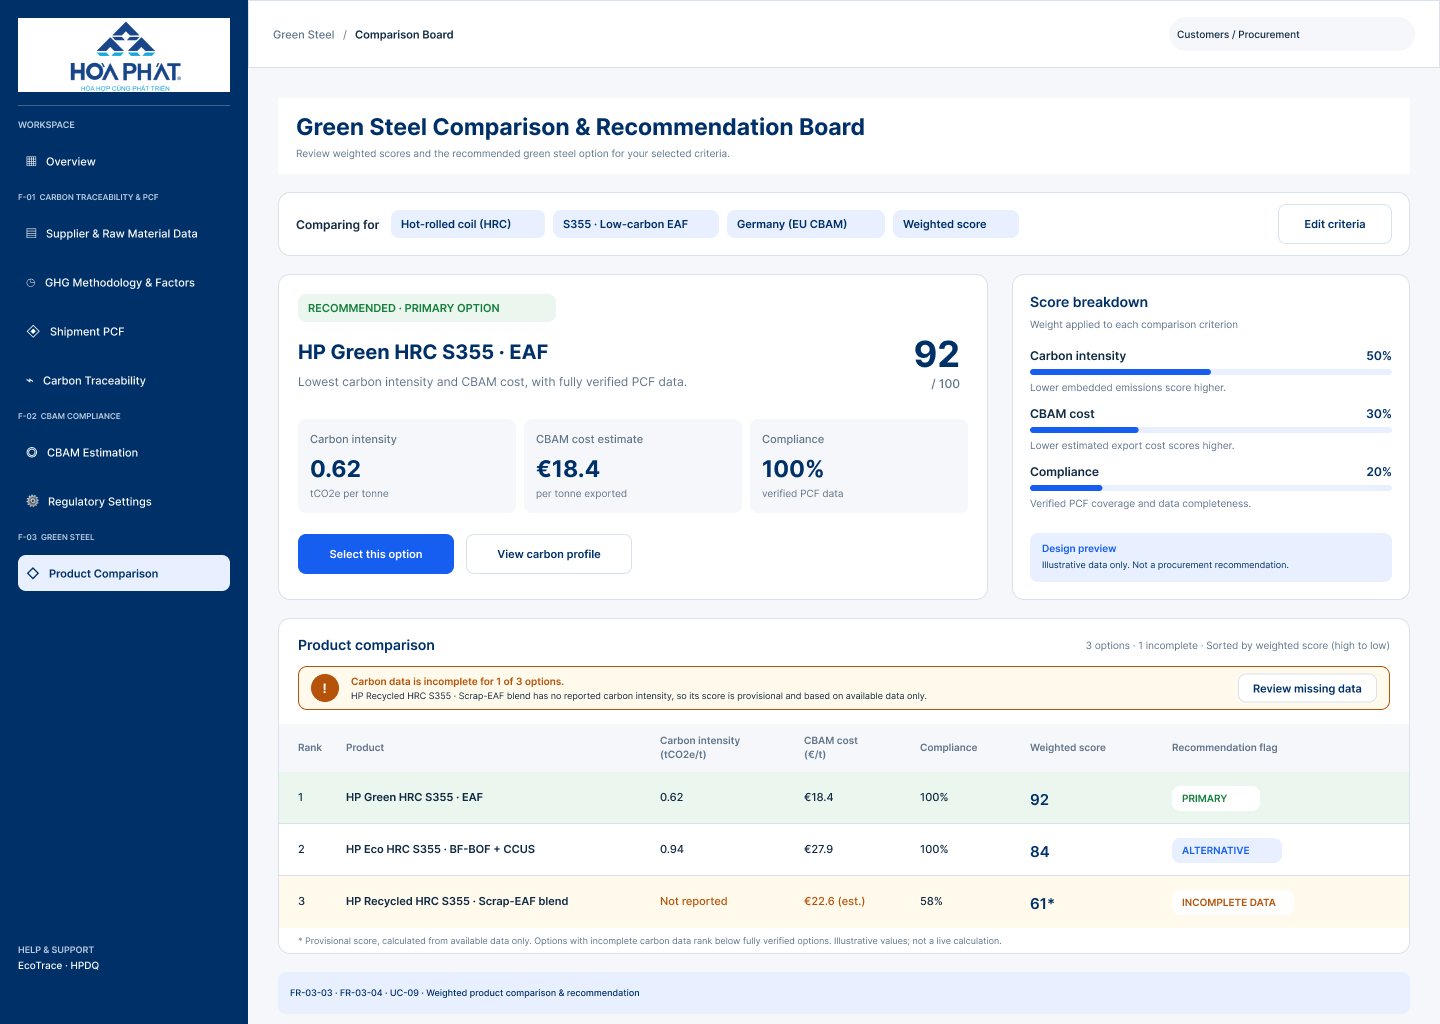 HÒA PHÁT
HÒA HỢP CÙNG PHÁT TRIỂN
WORKSPACE
Overview
F-01 CARBON TRACEABILITY & PCF
Supplier & Raw Material Data
GHG Methodology & Factors
Shipment PCF
Carbon Traceability
F-02 CBAM COMPLIANCE
CBAM Estimation
Regulatory Settings
F-03 GREEN STEEL
Product Comparison
HELP & SUPPORT
EcoTrace · HPDQ
Green Steel / Comparison Board
Customers / Procurement
Green Steel Comparison & Recommendation Board
Review weighted scores and the recommended green steel option for your selected criteria.
Comparing for Hot-rolled coil (HRC) S355 · Low-carbon EAF Germany (EU CBAM) Weighted score Edit criteria
RECOMMENDED · PRIMARY OPTION
HP Green HRC S355 · EAF
Lowest carbon intensity and CBAM cost, with fully verified PCF data.
92
/ 100
Carbon intensity
0.62
tCO2e per tonne
CBAM cost estimate
€18.4
per tonne exported
Compliance
100%
verified PCF data
Select this option
View carbon profile
Score breakdown
Weight applied to each comparison criterion
Carbon intensity 50%
Lower embedded emissions score higher.
CBAM cost 30%
Lower estimated export cost scores higher.
Compliance 20%
Verified PCF coverage and data completeness.
Design preview
Illustrative data only. Not a procurement recommendation.
Product comparison
3 options · 1 incomplete · Sorted by weighted score (high to low)
!
Carbon data is incomplete for 1 of 3 options.
HP Recycled HRC S355 · Scrap-EAF blend has no reported carbon intensity, so its score is provisional and based on available data only.
Review missing data
Rank Product Carbon intensity (tCO2e/t) CBAM cost (€/t) Compliance Weighted score Recommendation flag
1 HP Green HRC S355 · EAF 0.62 €18.4 100% 92 PRIMARY
2 HP Eco HRC S355 · BF-BOF + CCUS 0.94 €27.9 100% 84 ALTERNATIVE
3 HP Recycled HRC S355 · Scrap-EAF blend Not reported €22.6 (est.) 58% 61* INCOMPLETE DATA
* Provisional score, calculated from available data only. Options with incomplete carbon data rank below fully verified options. Illustrative values; not a live calculation.
FR-03-03 · FR-03-04 · UC-09 · Weighted product comparison & recommendation